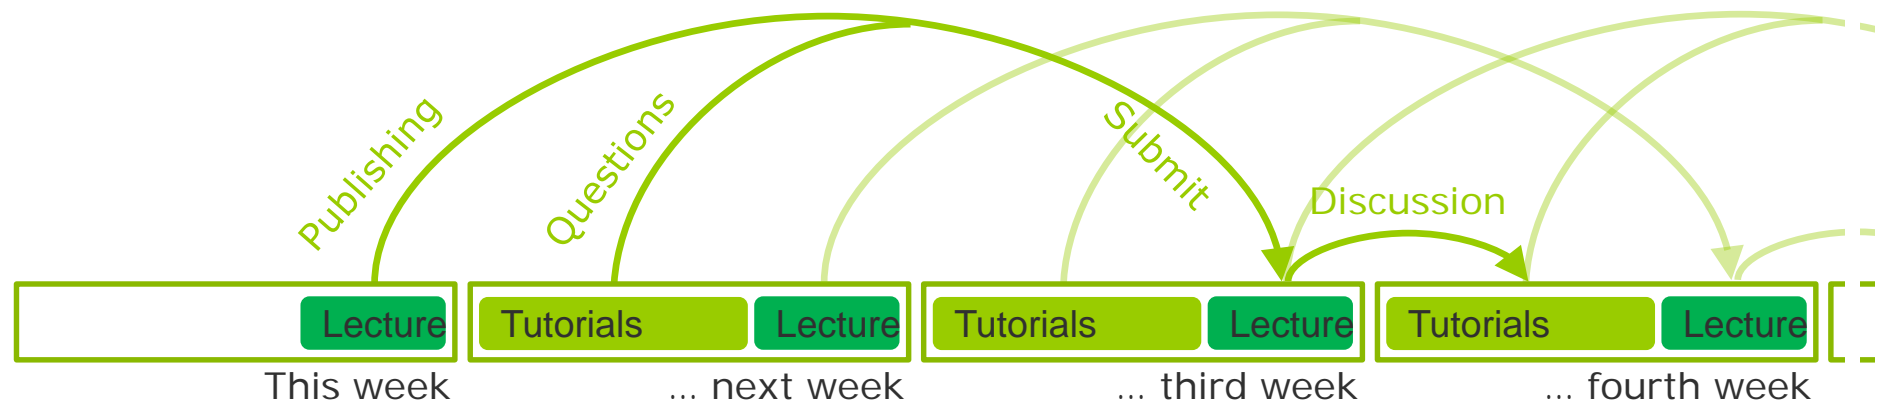 Publishing
Questions
Submit
Discussion
Lecture Tutorials Lecture Tutorials Lecture Tutorials Lecture
This week ... next week ... third week ... fourth week